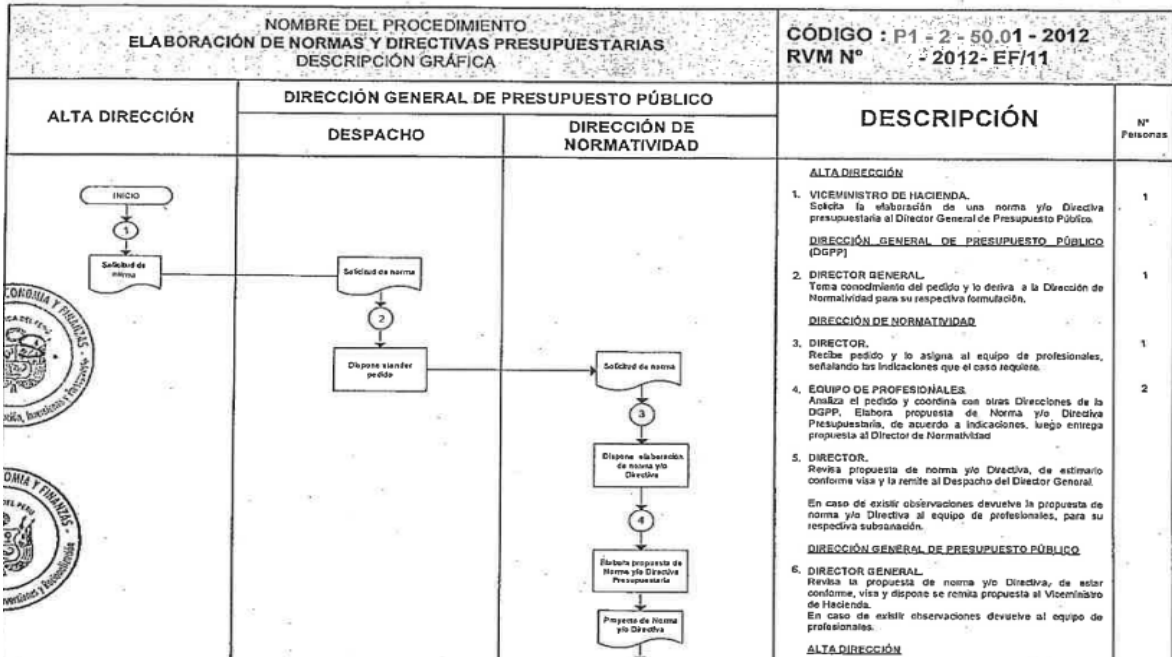 NOMBRE DEL PROCEDIMIENTO
ELABORACIÓN DE NORMAS Y DIRECTIVAS PRESUPUESTARIAS
DESCRIPCIÓN GRÁFICA
CÓDIGO : P1 - 2 - 50.01 - 2012
RVM Nº - 2012- EF/11
ALTA DIRECCIÓN
DIRECCIÓN GENERAL DE PRESUPUESTO PÚBLICO
DESPACHO
DIRECCIÓN DE
NORMATIVIDAD
DESCRIPCIÓN
Nº
Personas
INICIO
1
Solicitud de
norma
Solicitud de norma
2
Dispone atender
pedido
Solicitud de norma
3
Dispone elaboración
de norma y/o
Directiva
4
Elabora propuesta de
Norma y/o Directiva
Presupuestaria
Proyecto de Norma
y/o Directiva
ALTA DIRECCIÓN
1. VICEMINISTRO DE HACIENDA.
Solicita la elaboración de una norma y/o Directiva
presupuestaria al Director General de Presupuesto Público.
1
DIRECCIÓN GENERAL DE PRESUPUESTO PÚBLICO
(DGPP)
2. DIRECTOR GENERAL.
Toma conocimiento del pedido y lo deriva a la Dirección de
Normatividad para su respectiva formulación.
1
DIRECCIÓN DE NORMATIVIDAD
3. DIRECTOR.
Recibe pedido y lo asigna al equipo de profesionales,
señalando las indicaciones que el caso requiere.
1
4. EQUIPO DE PROFESIONALES
Analiza el pedido y coordina con otras Direcciones de la
DGPP. Elabora propuesta de Norma y/o Directiva
Presupuestaria, de acuerdo a indicaciones, luego entrega
propuesta al Director de Normatividad
2
5. DIRECTOR.
Revisa propuesta de norma y/o Directiva, de estimarlo
conforme visa y la remite al Despacho del Director General.
En caso de existir observaciones devuelve la propuesta de
norma y/o Directiva al equipo de profesionales, para su
respectiva subsanación.
DIRECCIÓN GENERAL DE PRESUPUESTO PÚBLICO
6. DIRECTOR GENERAL.
Revisa la propuesta de norma y/o Directiva, de estar
conforme, visa y dispone se remita propuesta al Viceministro
de Hacienda.
En caso de existir observaciones devuelve al equipo de
profesionales.
ALTA DIRECCIÓN